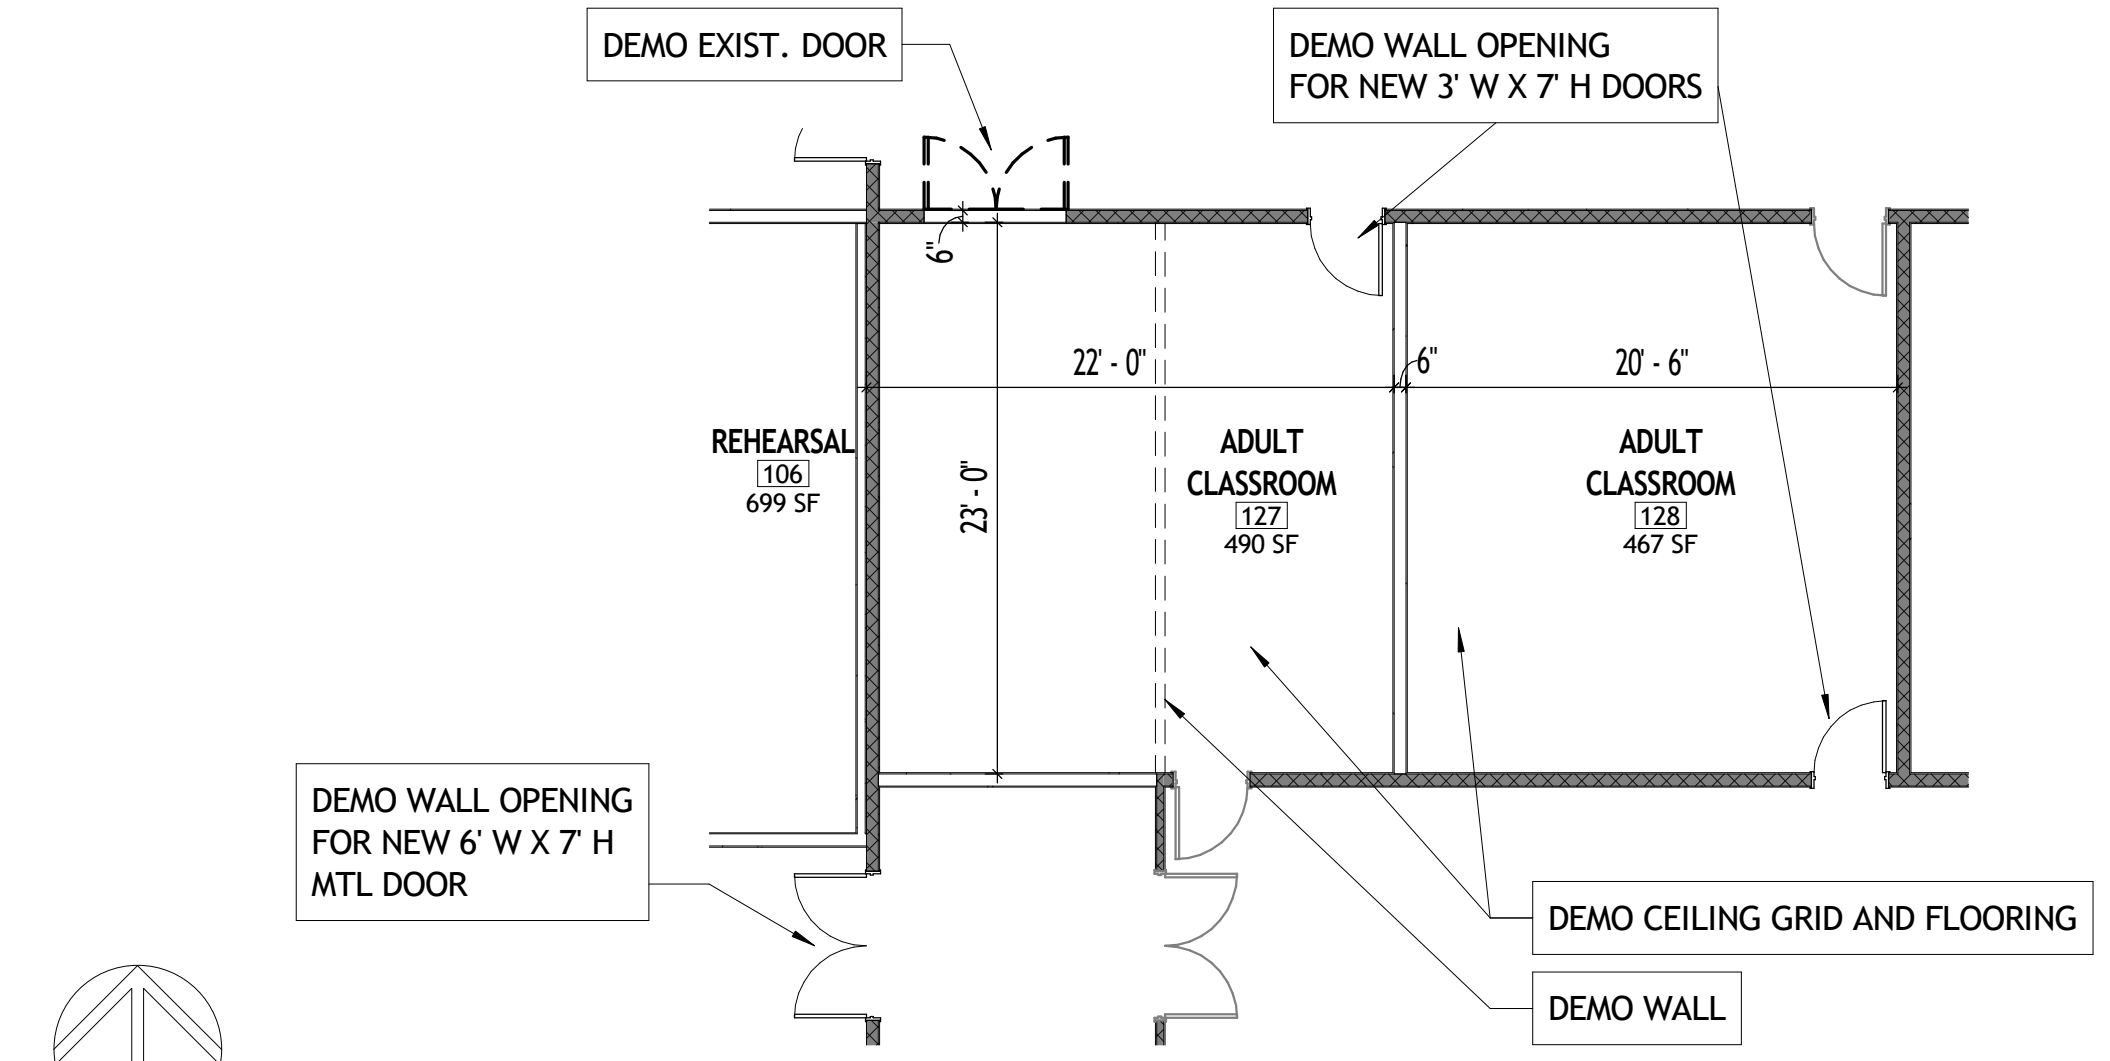 DEMO EXIST. DOOR
DEMO WALL OPENING
FOR NEW 3' W X 7' H DOORS
6"
22' - 0"
6"
20' - 6"
23' - 0"
REHEARSAL
106
699 SF
ADULT
CLASSROOM
127
490 SF
ADULT
CLASSROOM
128
467 SF
DEMO WALL OPENING
FOR NEW 6' W X 7' H
MTL DOOR
DEMO CEILING GRID AND FLOORING
DEMO WALL